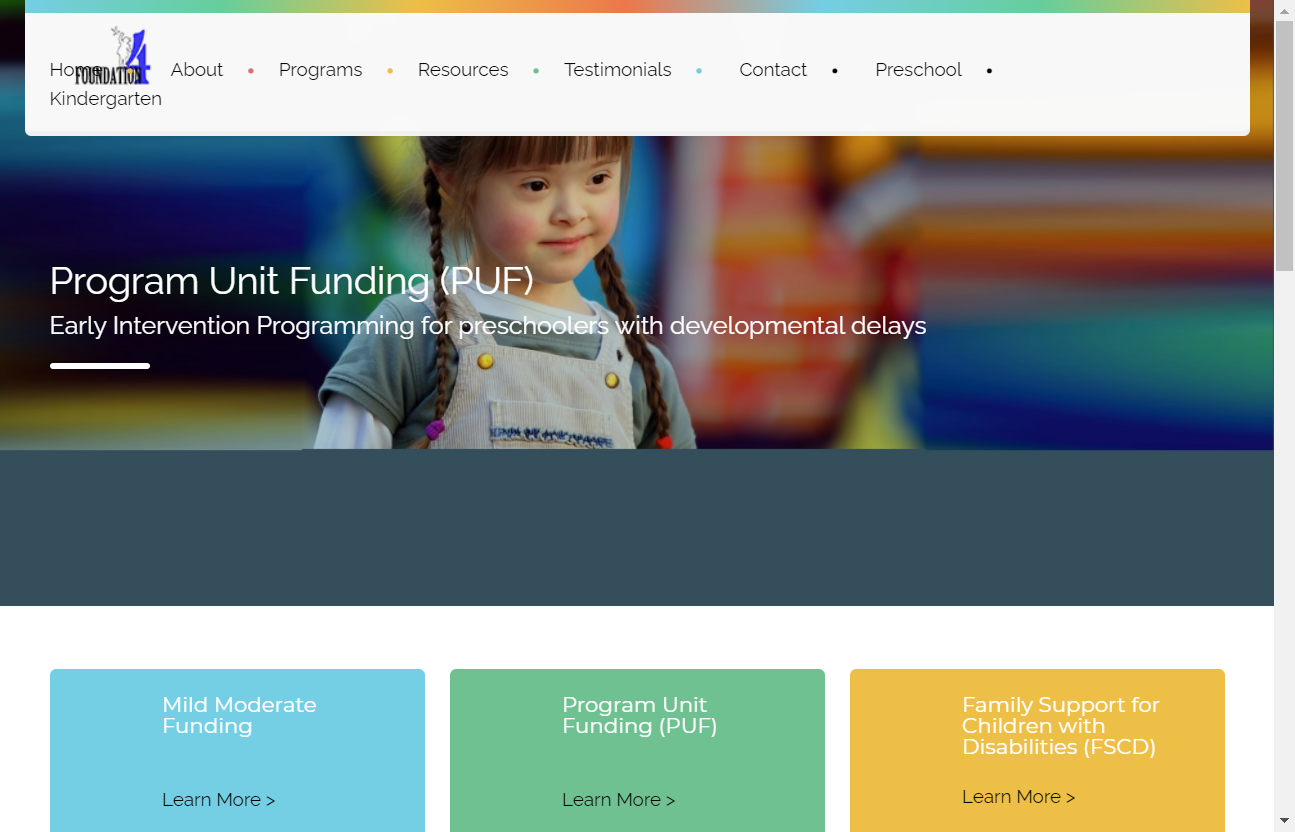 Home About Programs Resources Testimonials Contact Preschool
FOUNDATION 4
Kindergarten
Program Unit Funding (PUF)
Early Intervention Programming for preschoolers with developmental delays
Mild Moderate
Funding
Learn More >
Program Unit
Funding (PUF)
Learn More >
Family Support for
Children with
Disabilities (FSCD)
Learn More >